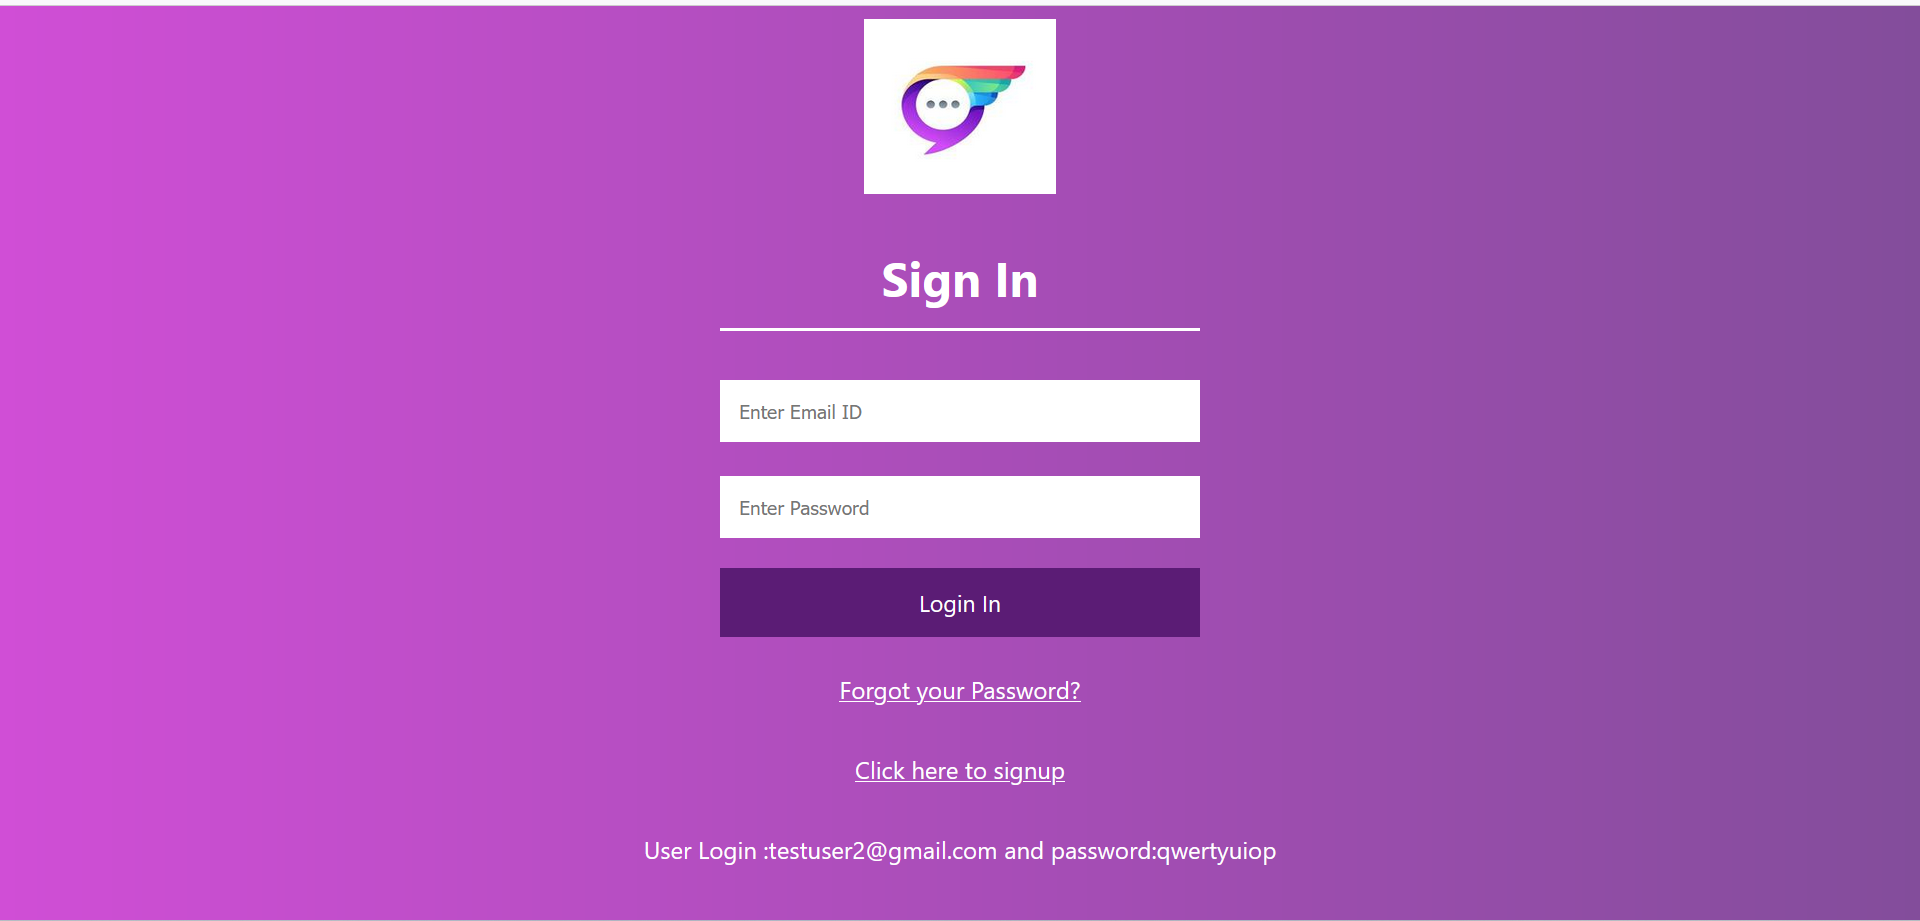 Sign In
Enter Email ID
Enter Password
Login In
Forgot your Password?
Click here to signup
User Login :testuser2@gmail.com and password:qwertyuiop